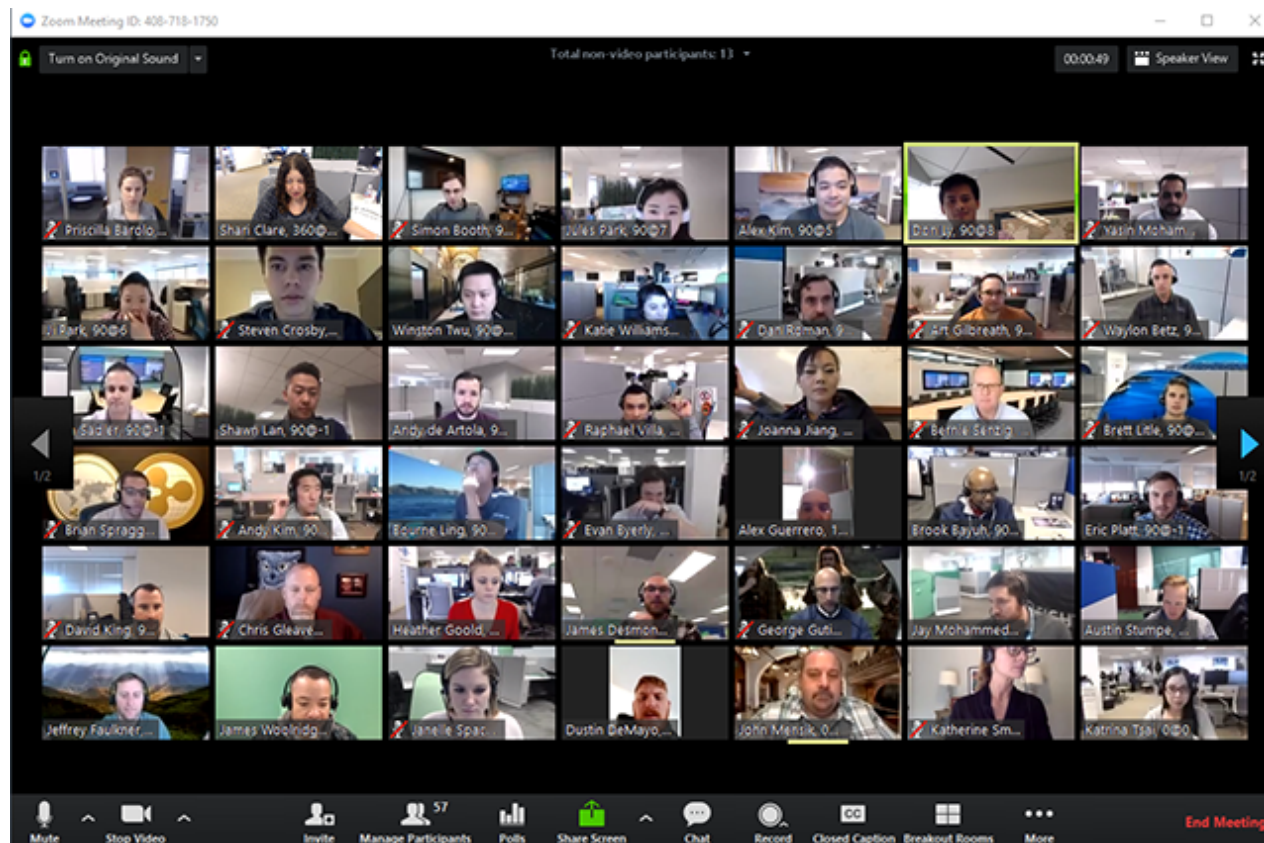 Zoom Meeting ID: 408-718-1750
Turn on Original Sound
Total non-video participants: 13
00:00:49
Speaker View
Priscilla Barolo...
Shari Clare, 360@...
Simon Booth, 9...
Jules Park, 90@7
Alex Kim, 90@5
Don Ly, 90@8
Yasin Moham...
Park, 90@6
Steven Crosby,...
Winston Twu, 90@...
Katie Williams...
Dan Roman, 9...
Art Gilbreath, 9...
Waylon Betz, 9...
90@-1
Shawn Lan, 90@-1
Andy de Artola, 9...
Raphael Villa, ...
Joanna Jiang, ...
Bernie Senzig...
Brett Litle, 90@...
1/2
1/2
Brian Spragg...
Andy Kim, 90...
Bourne Ling, 90...
Evan Byerly, ...
Alex Guerrero, 1...
Brook Bayuh, 90...
Eric Platt, 90@-1
David King, 9...
Chris Gleave...
Heather Goold, ...
James Desmon...
George Guti...
Jay Mohammed...
Austin Stumpe, ...
Jeffrey Faulkner,...
James Woolridg...
Janelle Spac...
Dustin DeMayo,...
John Mensik, 0...
Katherine Sm...
Katrina Tsai, 0@0
Mute
Stop Video
Invite
57
Manage Participants
Polls
Share Screen
Chat
Record
CC
Closed Caption
Breakout Rooms
More
End Meeting